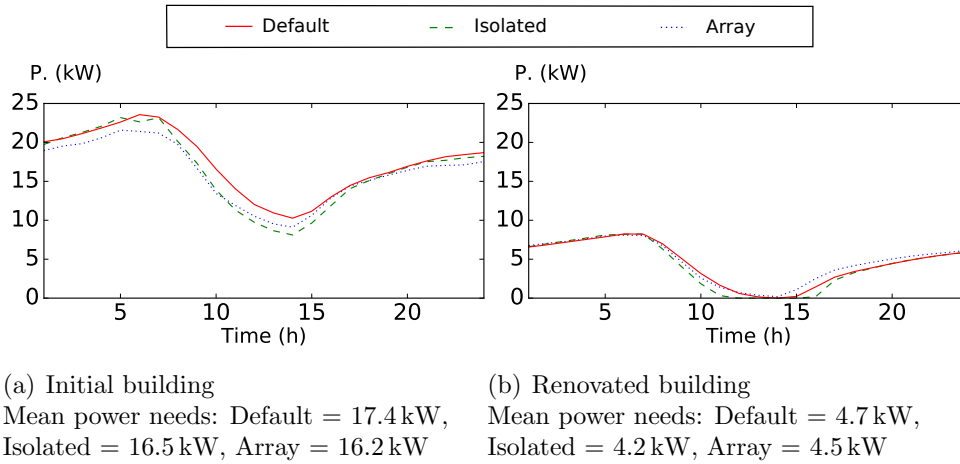 Default Isolated Array
P. (kW)
25
20
15
10
5
0
5 10 15 20
Time (h)
P. (kW)
25
20
15
10
5
0
5 10 15 20
Time (h)
(a) Initial building
Mean power needs: Default = 17.4 kW,
Isolated = 16.5 kW, Array = 16.2 kW
(b) Renovated building
Mean power needs: Default = 4.7 kW,
Isolated = 4.2 kW, Array = 4.5 kW